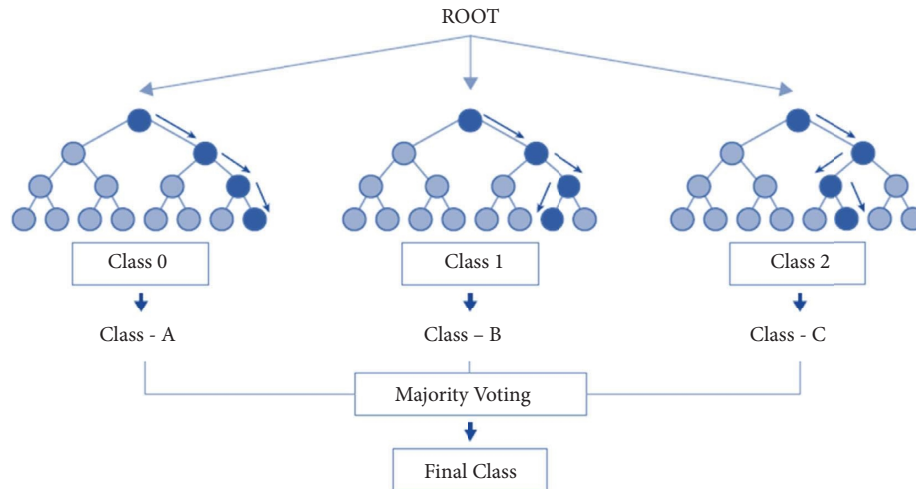 ROOT
Class 0
Class 1
Class 2
Class - A
Class – B
Class - C
Majority Voting
Final Class